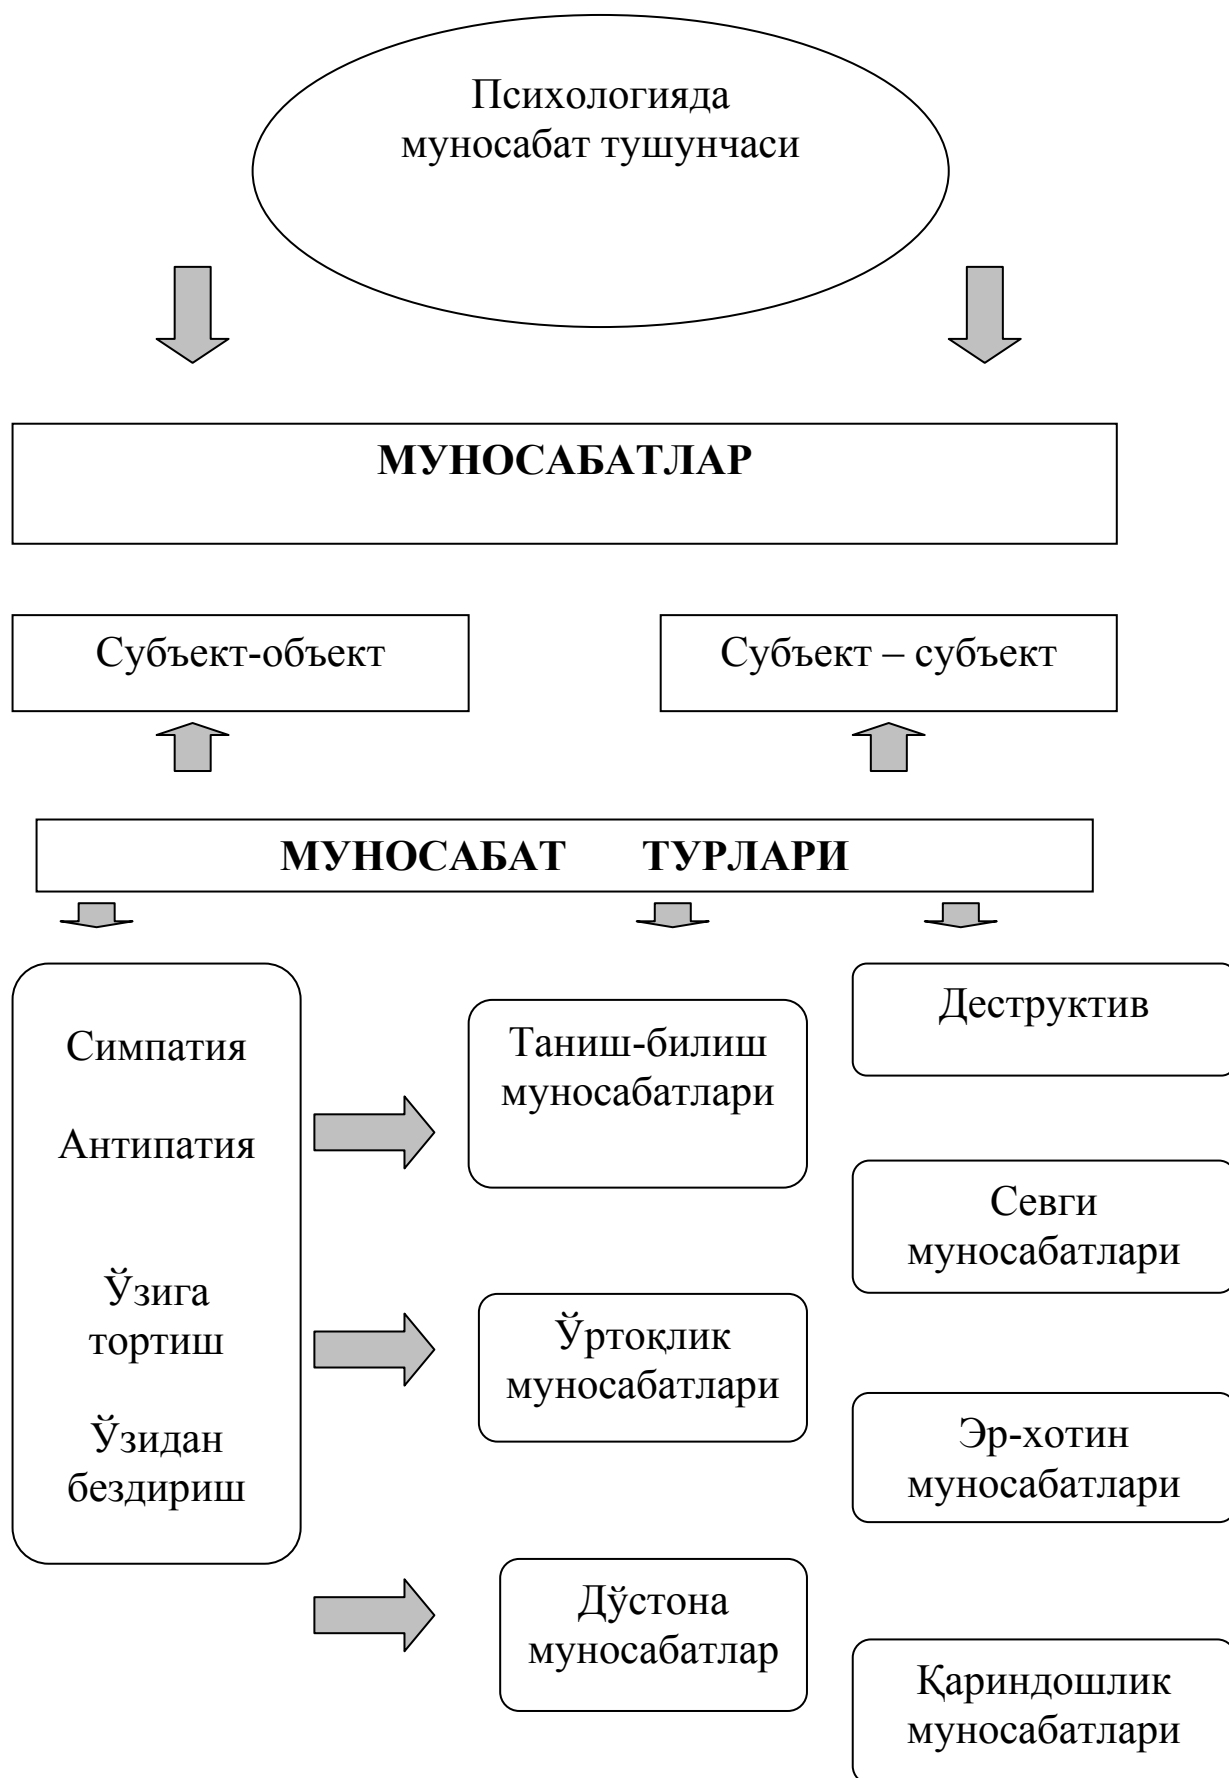 Психологияда
муносабат тушунчаси
МУНОСАБАТЛАР
Субъект-объект
Субъект – субъект
МУНОСАБАТ ТУРЛАРИ
Симпатия
Антипатия
Ўзига
тортиш
Ўзидан
бездириш
Таниш-билиш
муносабатлари
Ўртоқлик
муносабатлари
Дўстона
муносабатлар
Деструктив
Севги
муносабатлари
Эр-хотин
муносабатлари
Қариндошлик
муносабатлари